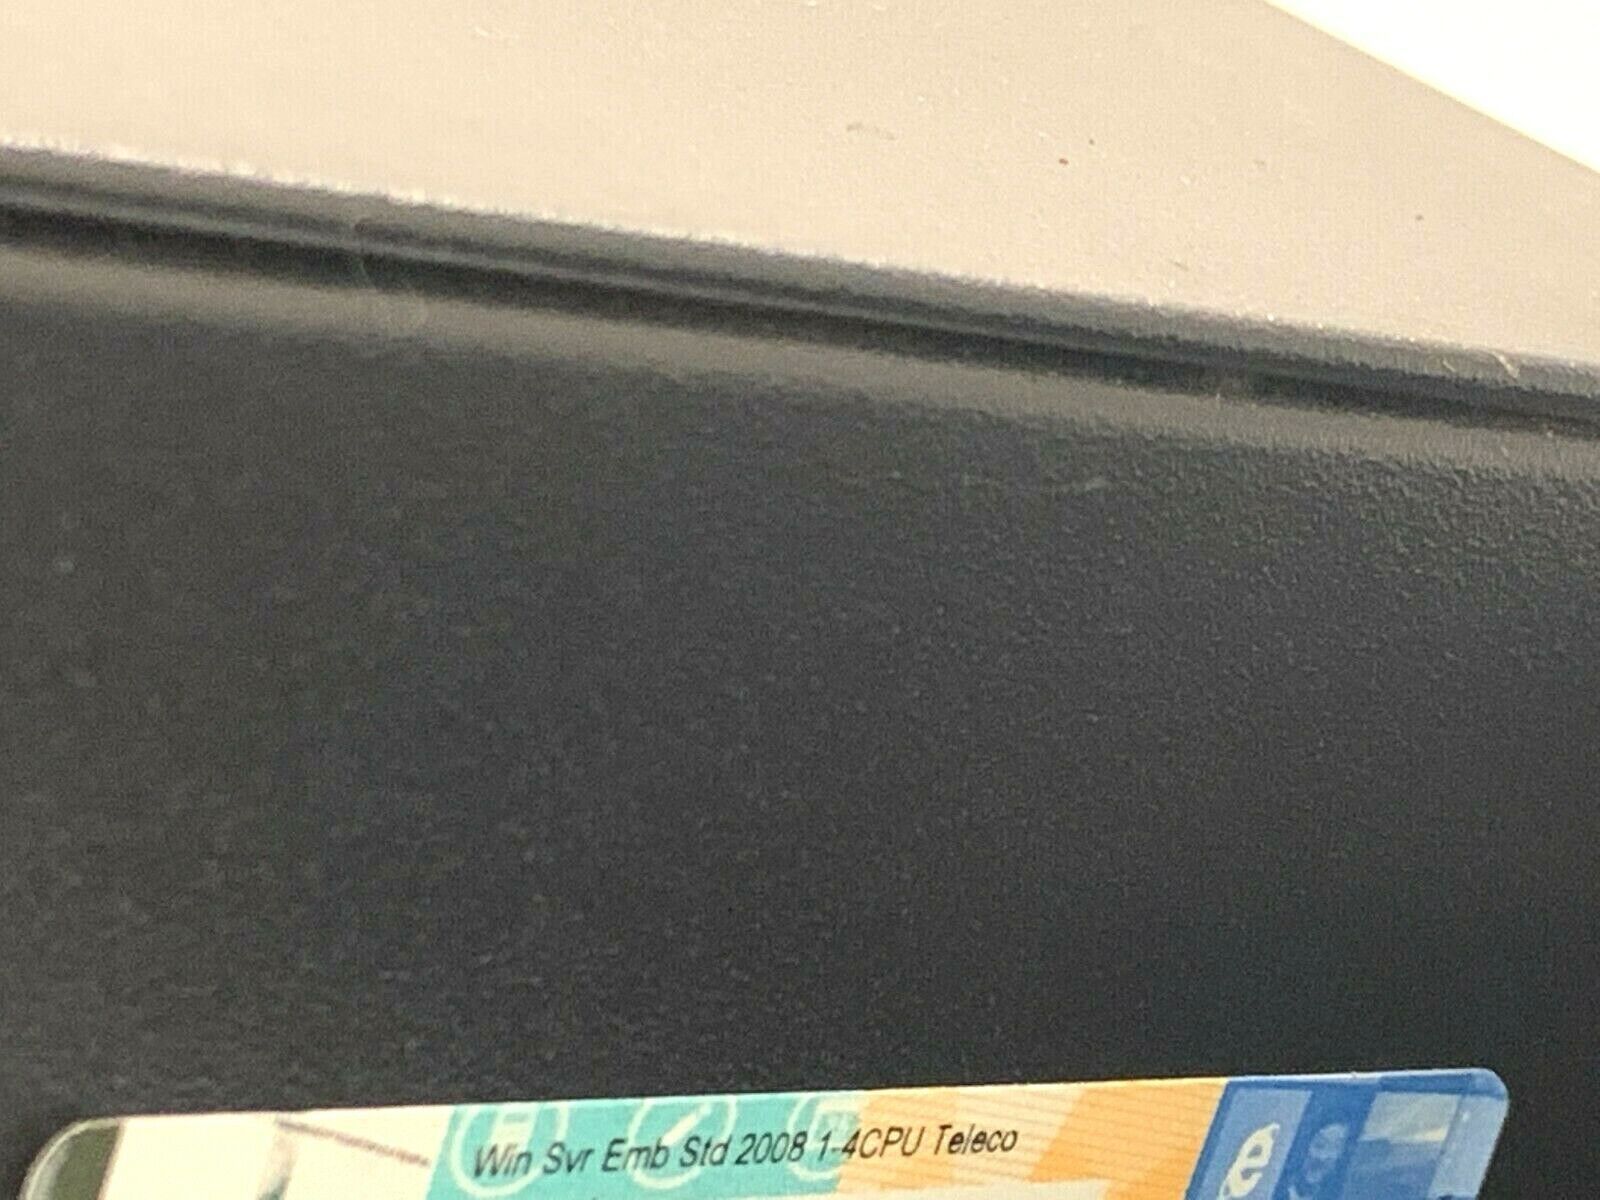 Win Svr Emb Std 2008 1-4CPU Teleco